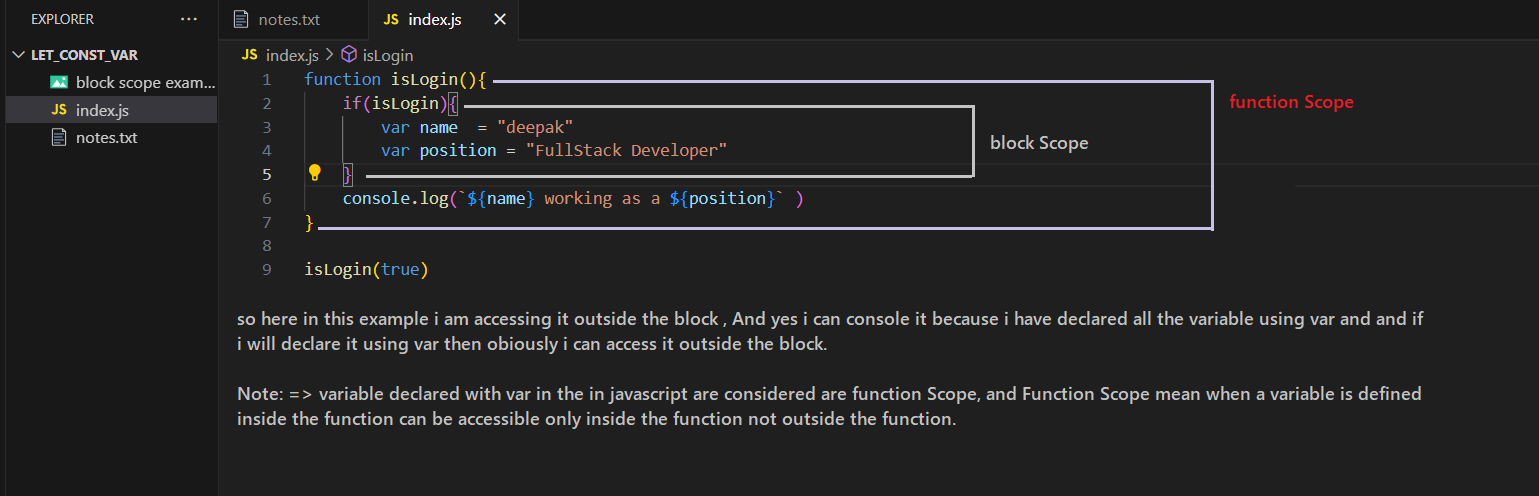 EXPLORER ...
notes.txt JS index.js ×
LET_CONST_VAR
JS index.js > isLogin
block scope exam...
JS index.js
notes.txt
1 function isLogin(){
2 if(isLogin){
3 var name  = "deepak"
4 var position = "FullStack Developer"
5 }
6 console.log(`${name} working as a ${position}` )
7 }
8
9 isLogin(true)
function Scope
block Scope
so here in this example i am accessing it outside the block , And yes i can console it because i have declared all the variable using var and and if
i will declare it using var then obiously i can access it outside the block.
Note: => variable declared with var in the in javascript are considered are function Scope, and Function Scope mean when a variable is defined
inside the function can be accessible only inside the function not outside the function.